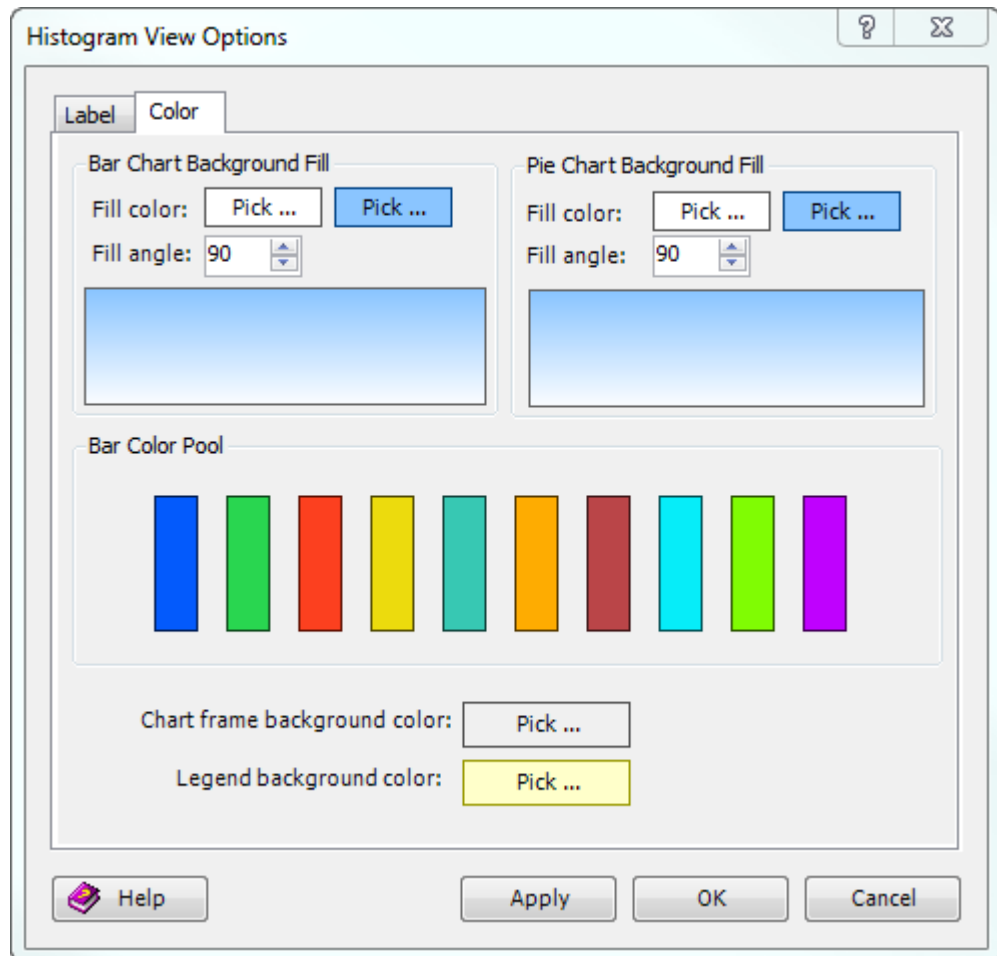 Histogram View Options
Label
Color
Bar Chart Background Fill
Fill color: Pick ... Pick ...
Fill angle: 90
Pie Chart Background Fill
Fill color: Pick ... Pick ...
Fill angle: 90
Bar Color Pool
Chart frame background color: Pick ...
Legend background color: Pick ...
Help
Apply
OK
Cancel